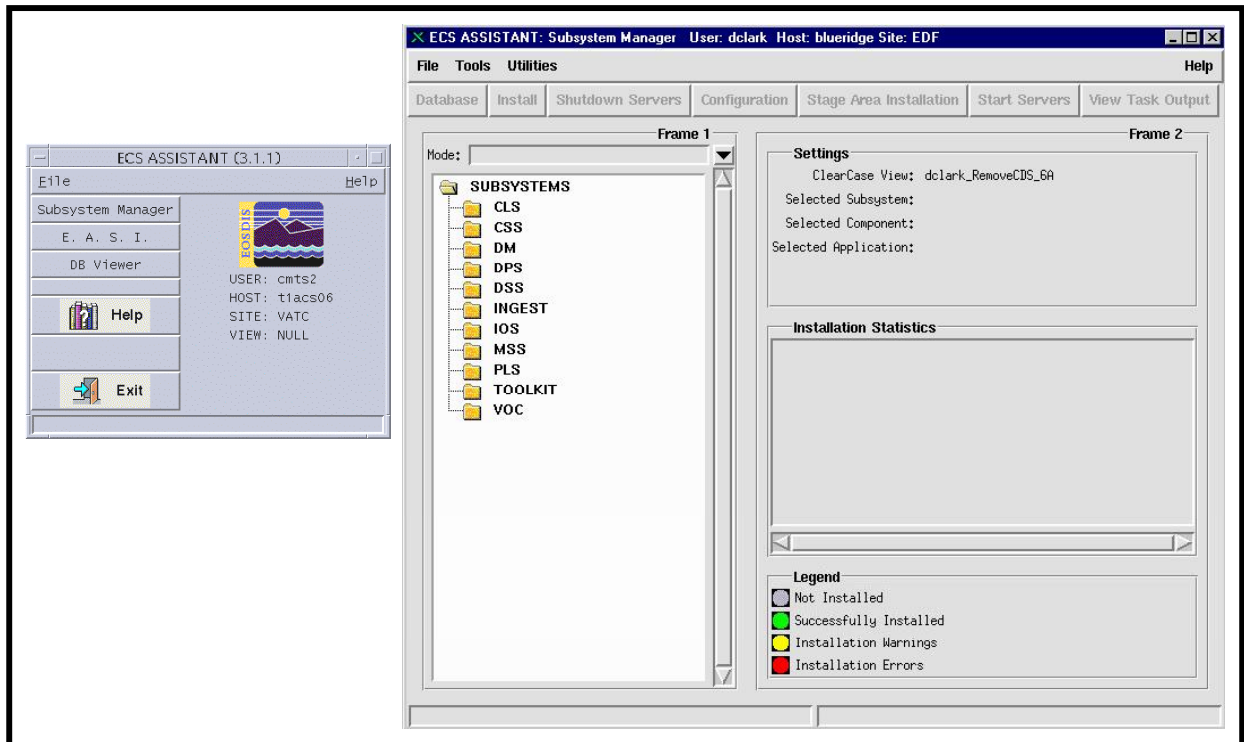 ECS ASSISTANT (3.1.1)
File Help
Subsystem Manager
E. A. S. I.
DB Viewer
Help
Exit
EOSDIS
USER: cmts2
HOST: t1acs06
SITE: VATC
VIEW: NULL
ECS ASSISTANT: Subsystem Manager User: dclark Host: blueridge Site: EDF
File Tools Utilities Help
Database Install Shutdown Servers Configuration Stage Area Installation Start Servers View Task Output
Frame 1
Mode:
SUBSYSTEMS
CLS
CSS
DM
DPS
DSS
INGEST
IOS
MSS
PLS
TOOLKIT
VOC
Frame 2
Settings
ClearCase View: dclark_RemoveCDS_6A
Selected Subsystem:
Selected Component:
Selected Application:
Installation Statistics
Legend
Not Installed
Successfully Installed
Installation Warnings
Installation Errors